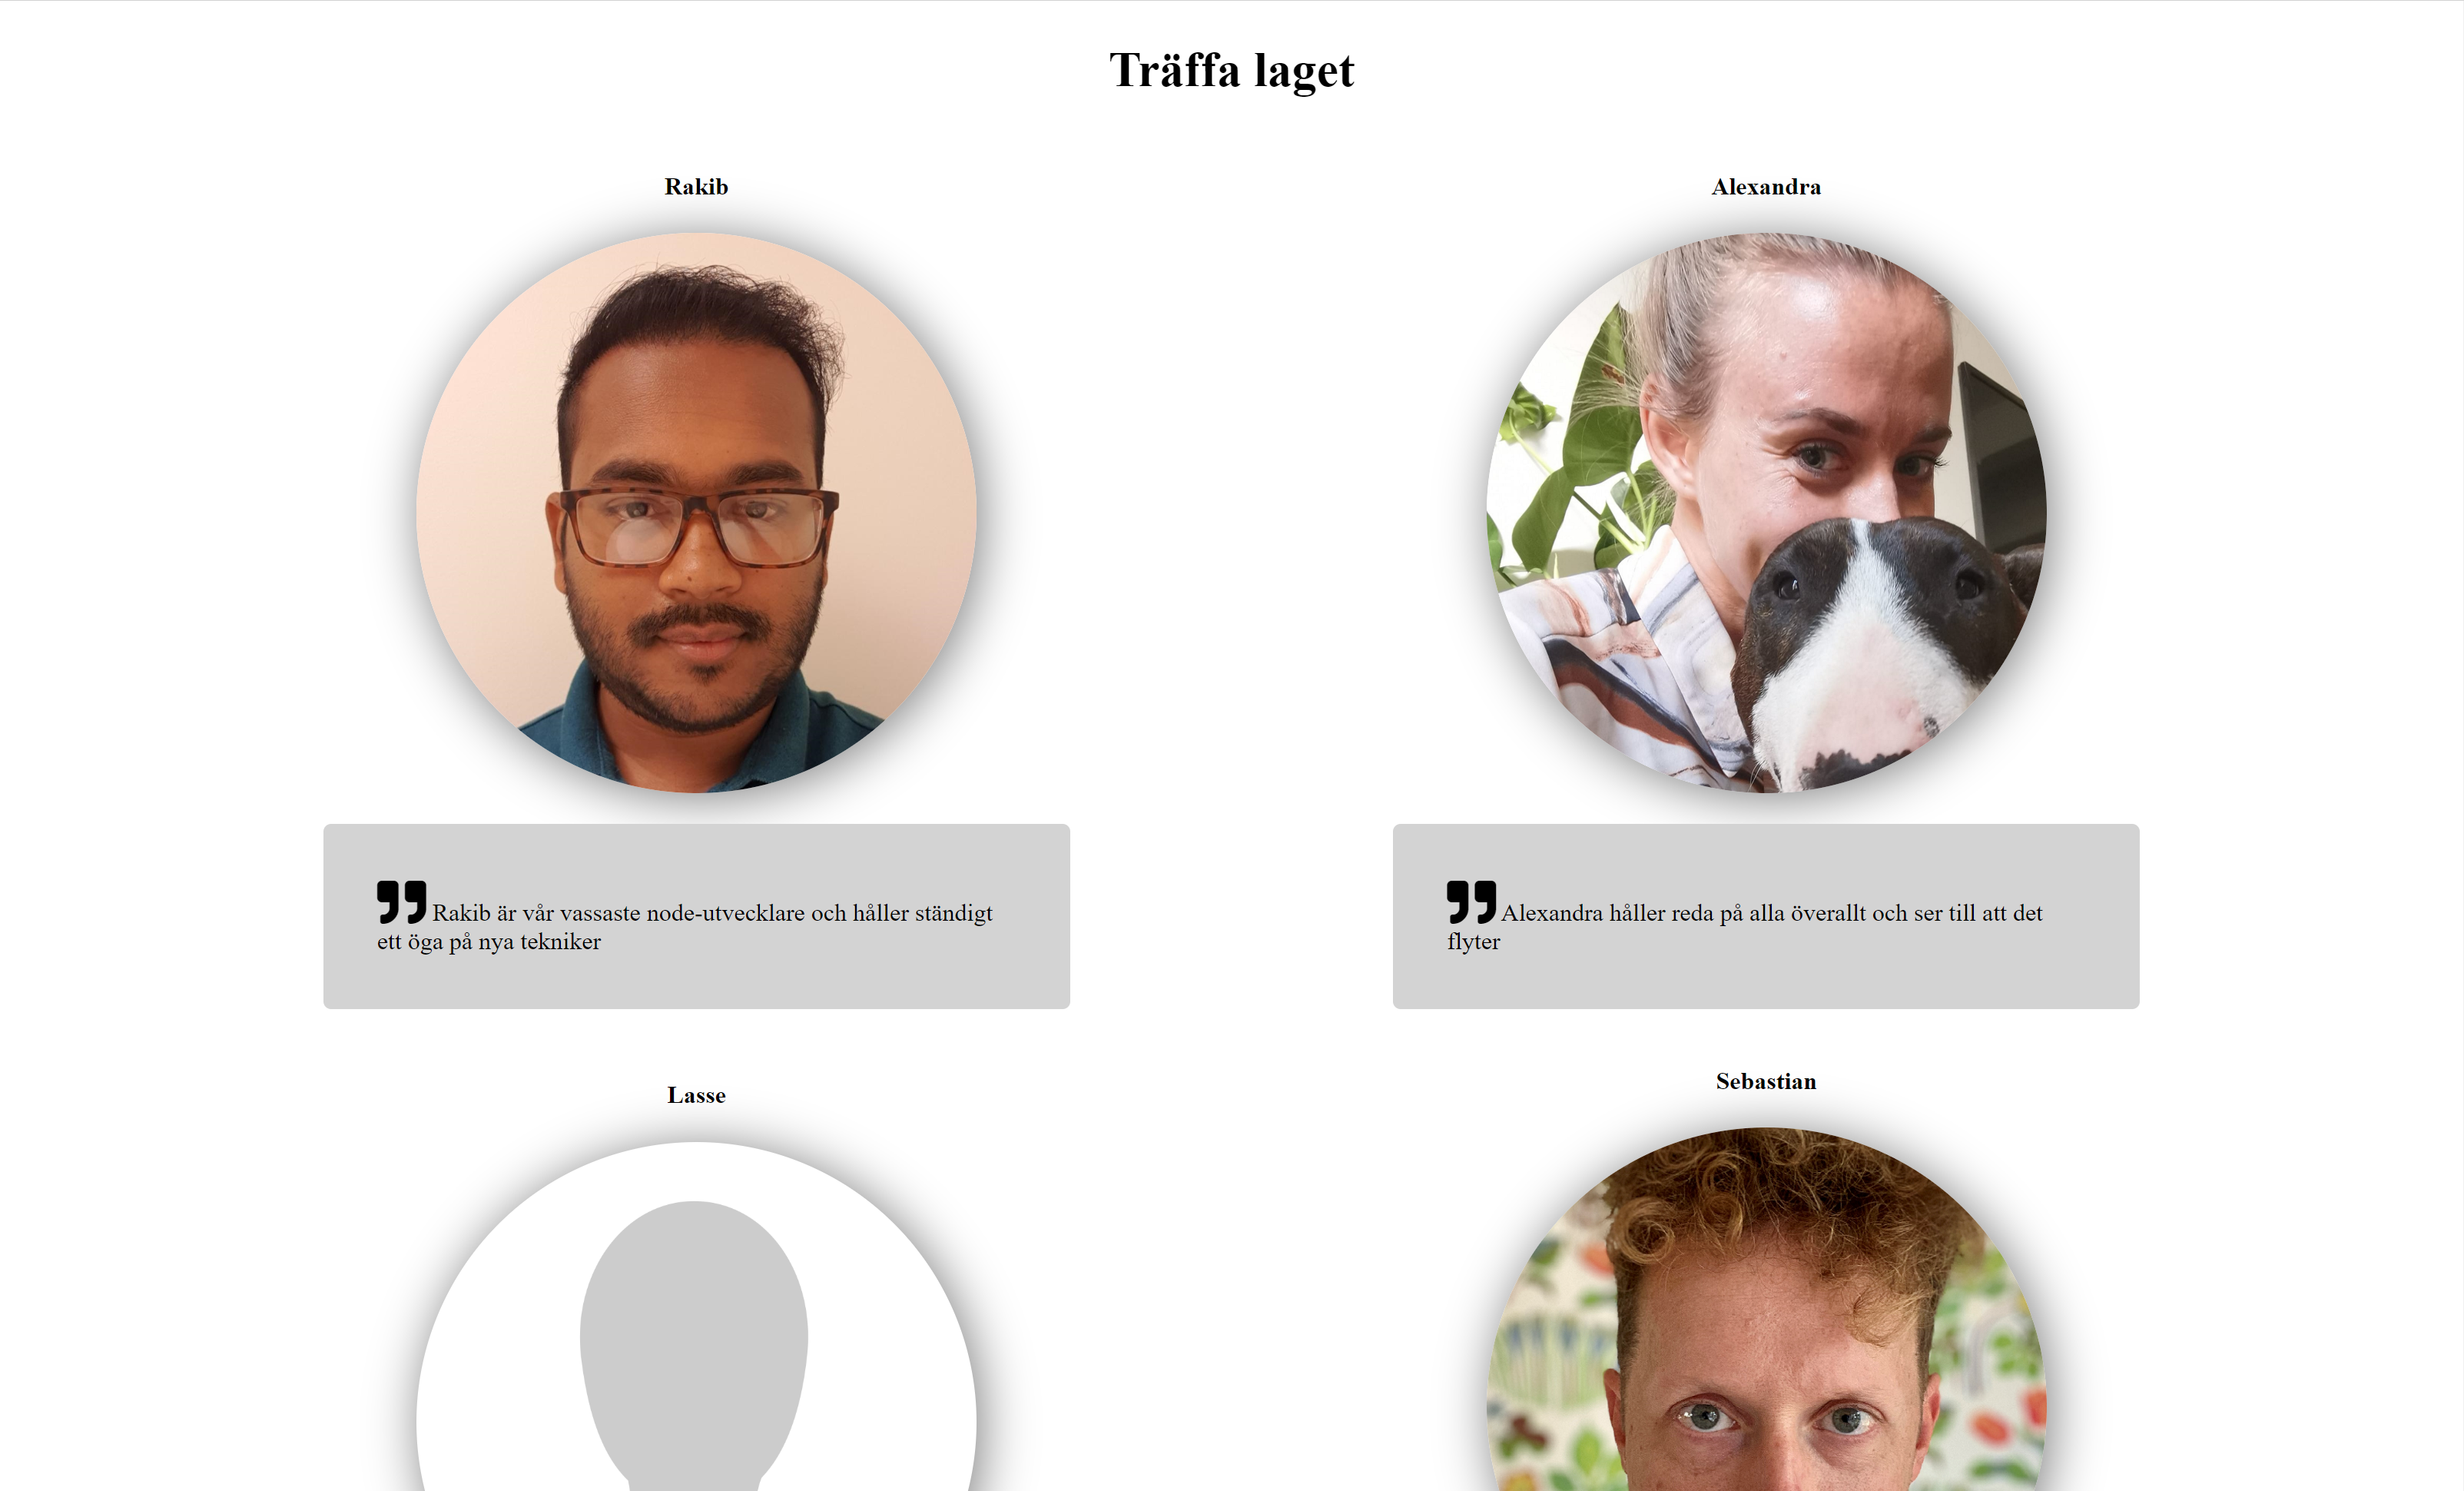 Träffa laget
Rakib
Alexandra
Rakib är vår vassaste node-utvecklare och håller ständigt
ett öga på nya tekniker
Alexandra håller reda på alla överallt och ser till att det
flyter
Lasse
Sebastian